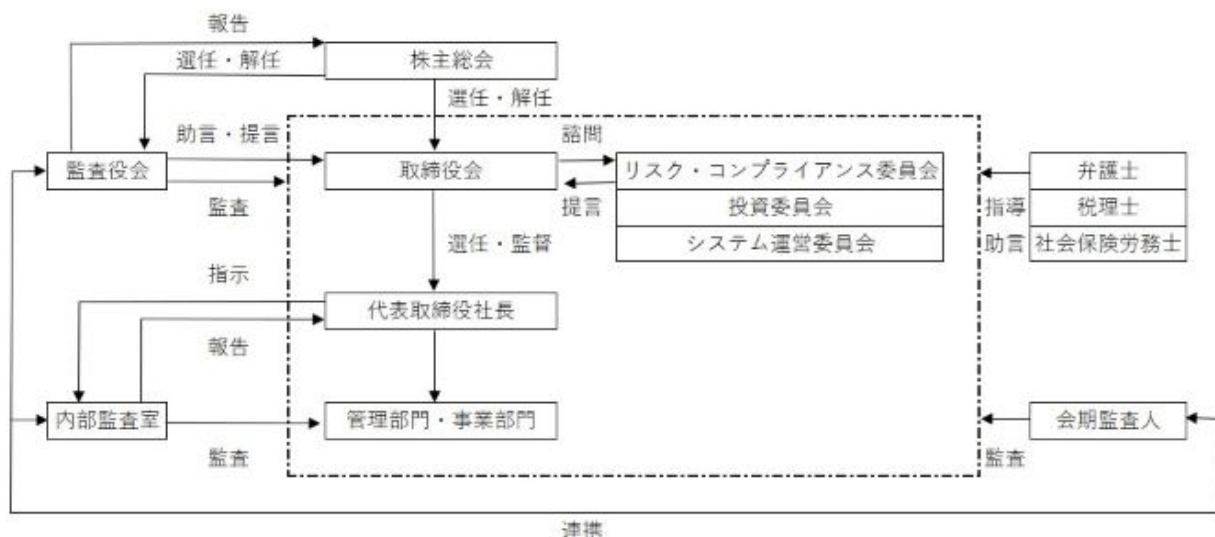 報告
選任・解任
株主総会
選任・解任
助言・提言
諮問
監査役会
取締役会
リスク・コンプライアンス委員会
弁護士
監査
提言
投資委員会
指導
税理士
選任・監督
システム運営委員会
助言
社会保険労務士
指示
代表取締役社長
報告
内部監査室
管理部門・事業部門
会期監査人
監査
監査
連携